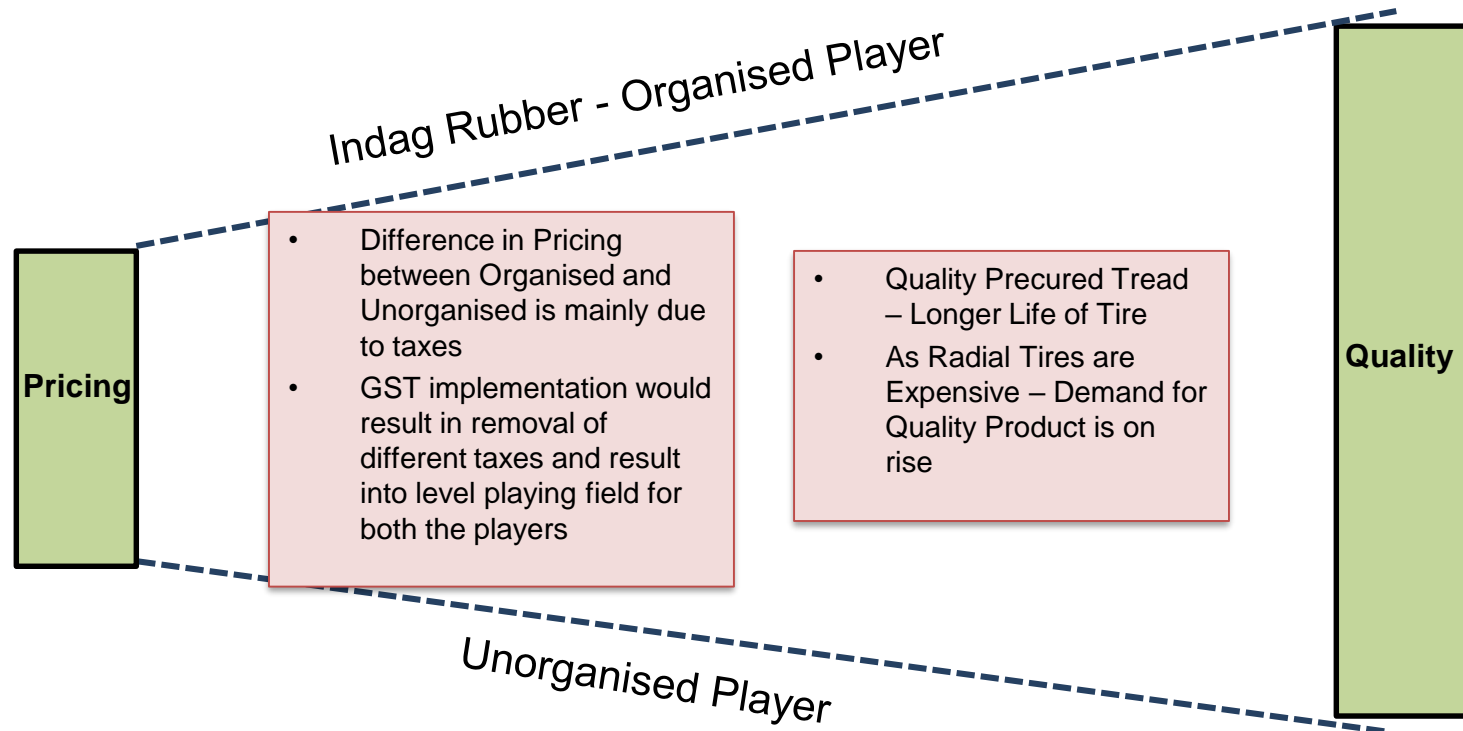 Indag Rubber - Organised Player
Pricing
• Difference in Pricing
between Organised and
Unorganised is mainly due
to taxes
• GST implementation would
result in removal of
different taxes and result
into level playing field for
both the players
• Quality Precured Tread
– Longer Life of Tire
• As Radial Tires are
Expensive – Demand for
Quality Product is on
rise
Quality
Unorganised Player